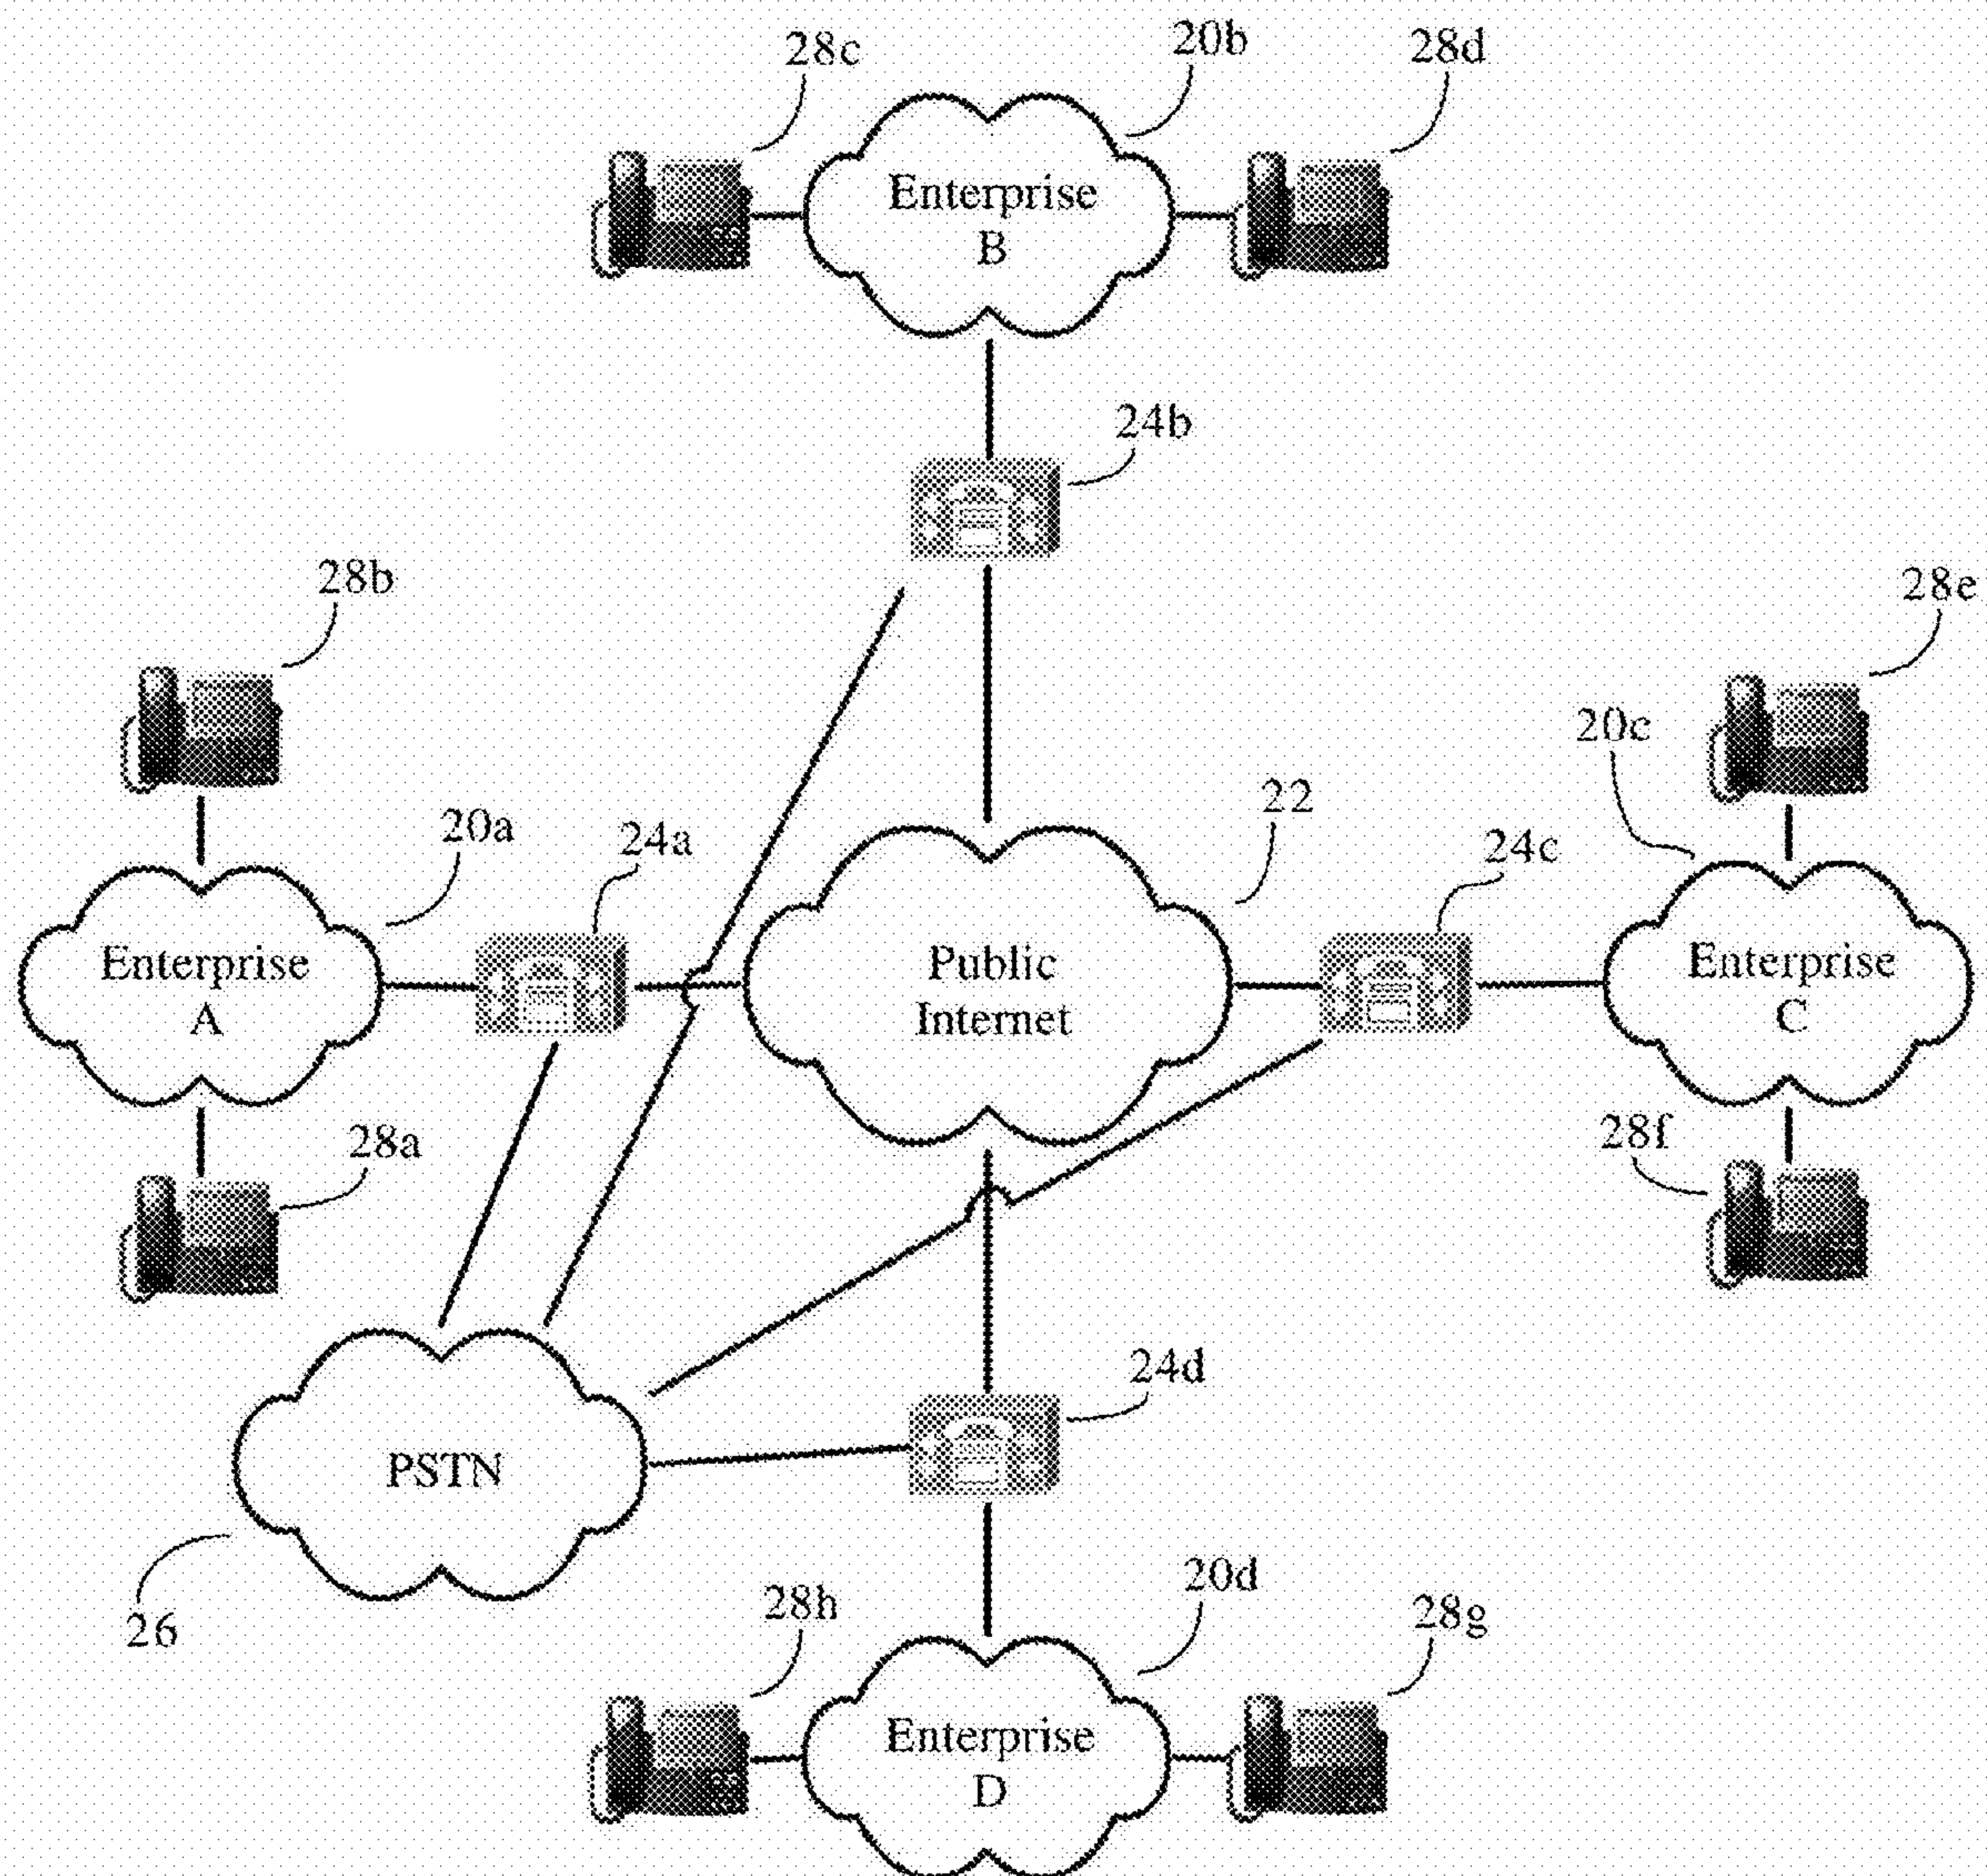 28c
20b
28d
Enterprise
B
24b
28b
28e
20c
22
20a
24a
24c
Enterprise
A
Public
Internet
Enterprise
C
28a
28f
24d
PSTN
26
28h
20d
28g
Enterprise
D